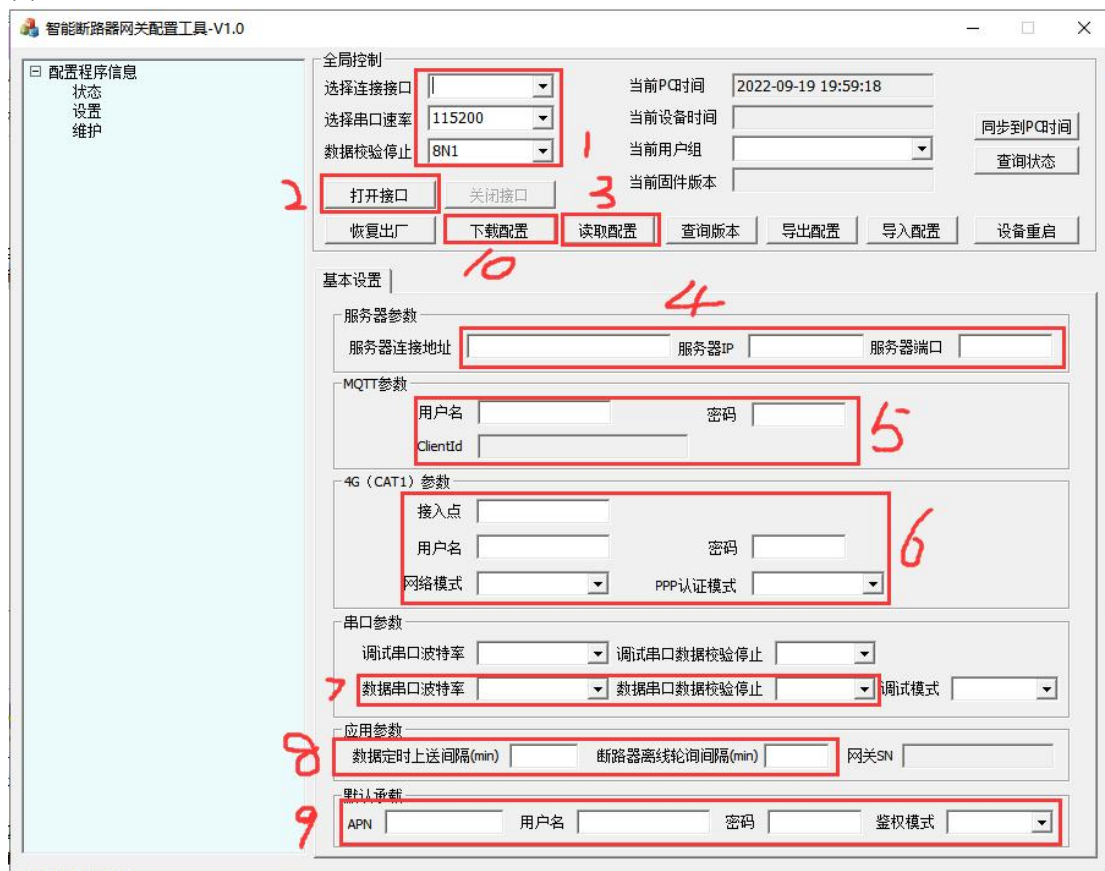 智能断路器网关配置工具-V1.0
配置程序信息
状态
设置
维护
全局控制
选择连接接口
当前PC时间 2022-09-19 19:59:18
选择串口速率 115200
当前设备时间
同步到PC时间
数据校验停止 8N1
1
当前用户组
查询状态
2 打开接口 关闭接口 3 当前固件版本
恢复出厂 下载配置 读取配置 查询版本 导出配置 导入配置 设备重启
10
基本设置
4
服务器参数
服务器连接地址 服务器IP 服务器端口
MQTT参数
用户名 密码
5
ClientId
4G（CAT1）参数
接入点
用户名 密码
6
网络模式 PPP认证模式
串口参数
调试串口波特率 调试串口数据校验停止
7 数据串口波特率 数据串口数据校验停止 调试模式
应用参数
8 数据定时上送间隔(min) 断路器离线轮询间隔(min) 网关SN
默认承载
9 APN 用户名 密码 鉴权模式